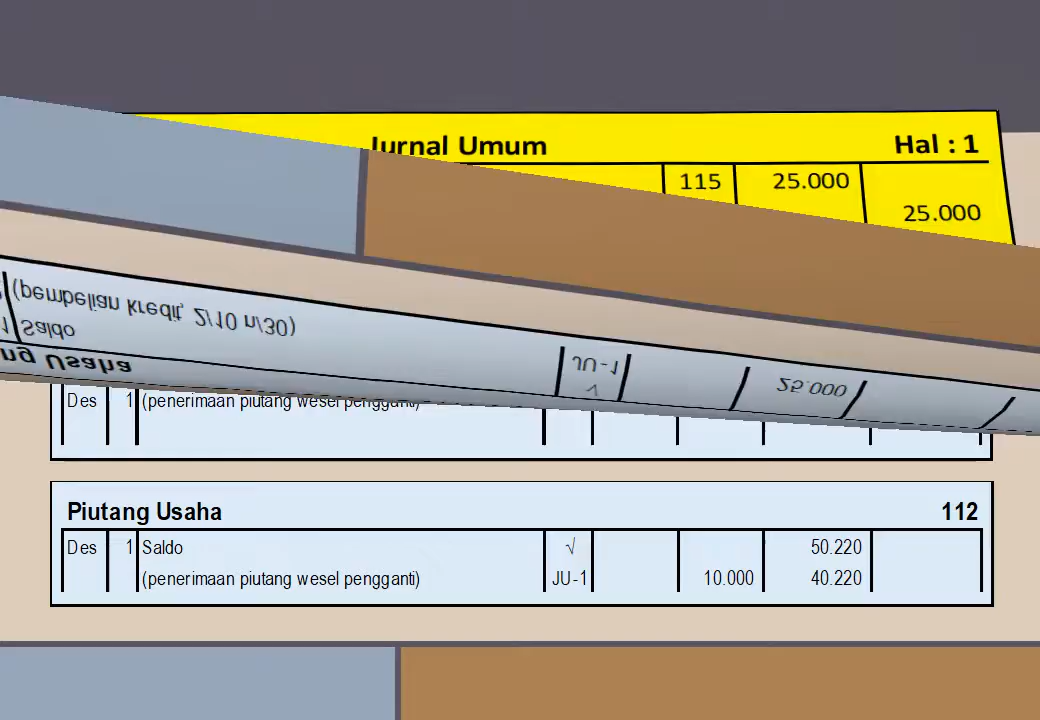 Jurnal Umum Hal : 1
115 25.000
25.000
(pembelian kredit, 2/10 n/30) JU-1 25.000
1 Saldo √
Usaha
Des 1 (penerimaan piutang wesel pengganti)
Piutang Usaha 112
Des 1 Saldo √ 50.220
(penerimaan piutang wesel pengganti) JU-1 10.000 40.220